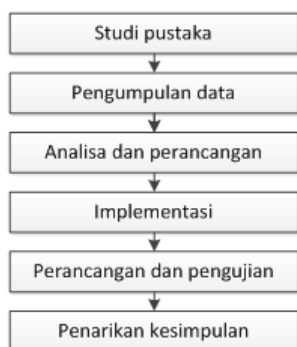 Studi pustaka
Pengumpulan data
Analisa dan perancangan
Implementasi
Perancangan dan pengujian
Penarikan kesimpulan